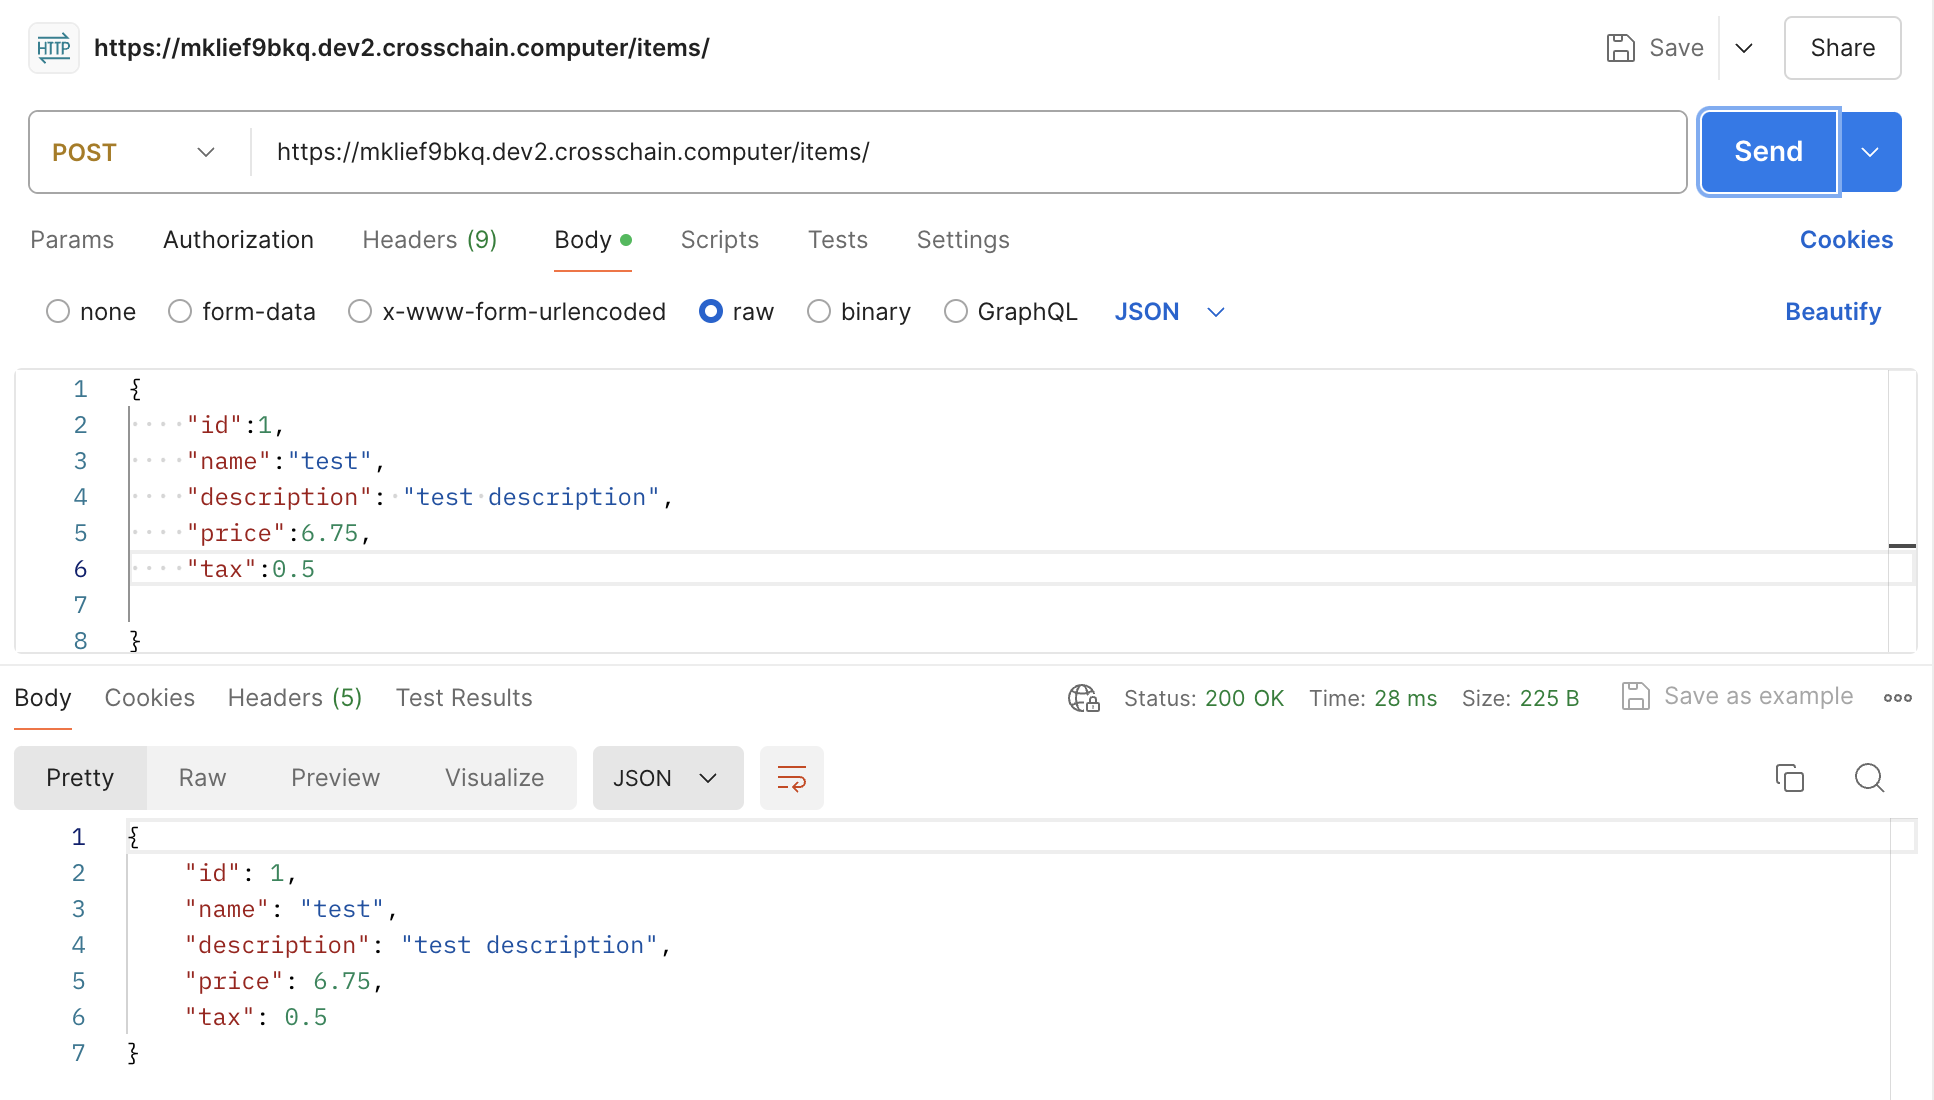 HTTP https://mklief9bkq.dev2.crosschain.computer/items/ Save Share
POST https://mklief9bkq.dev2.crosschain.computer/items/ Send
Params Authorization Headers (9) Body Scripts Tests Settings Cookies
none form-data x-www-form-urlencoded raw binary GraphQL JSON Beautify
1 {
2 "id":1,
3 "name":"test",
4 "description": "test description",
5 "price":6.75,
6 "tax":0.5
7
8 }
Body Cookies Headers (5) Test Results Status: 200 OK Time: 28 ms Size: 225 B Save as example
Pretty Raw Preview Visualize JSON
1 {
2 "id": 1,
3 "name": "test",
4 "description": "test description",
5 "price": 6.75,
6 "tax": 0.5
7 }